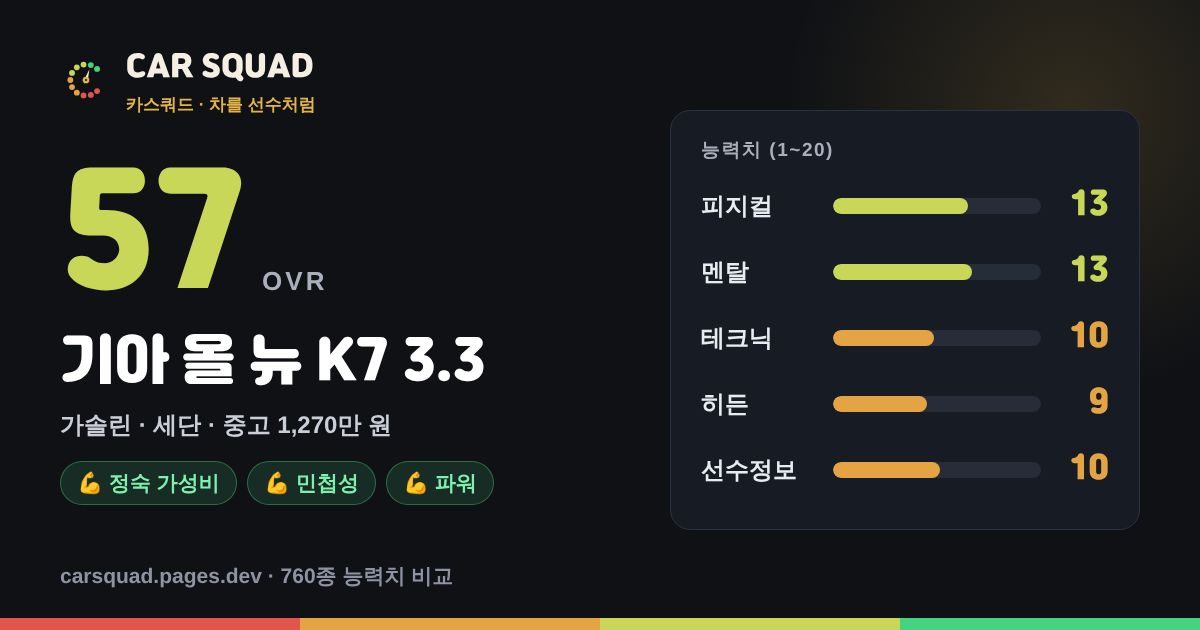 CAR SQUAD
카스쿼드 · 차를 선수처럼
57 OVR
기아 올 뉴 K7 3.3
가솔린 · 세단 · 중고 1,270만 원
💪 정숙 가성비 💪 민첩성 💪 파워
carsquad.pages.dev · 760종 능력치 비교
능력치 (1~20)
피지컬 13
멘탈 13
테크닉 10
히든 9
선수정보 10